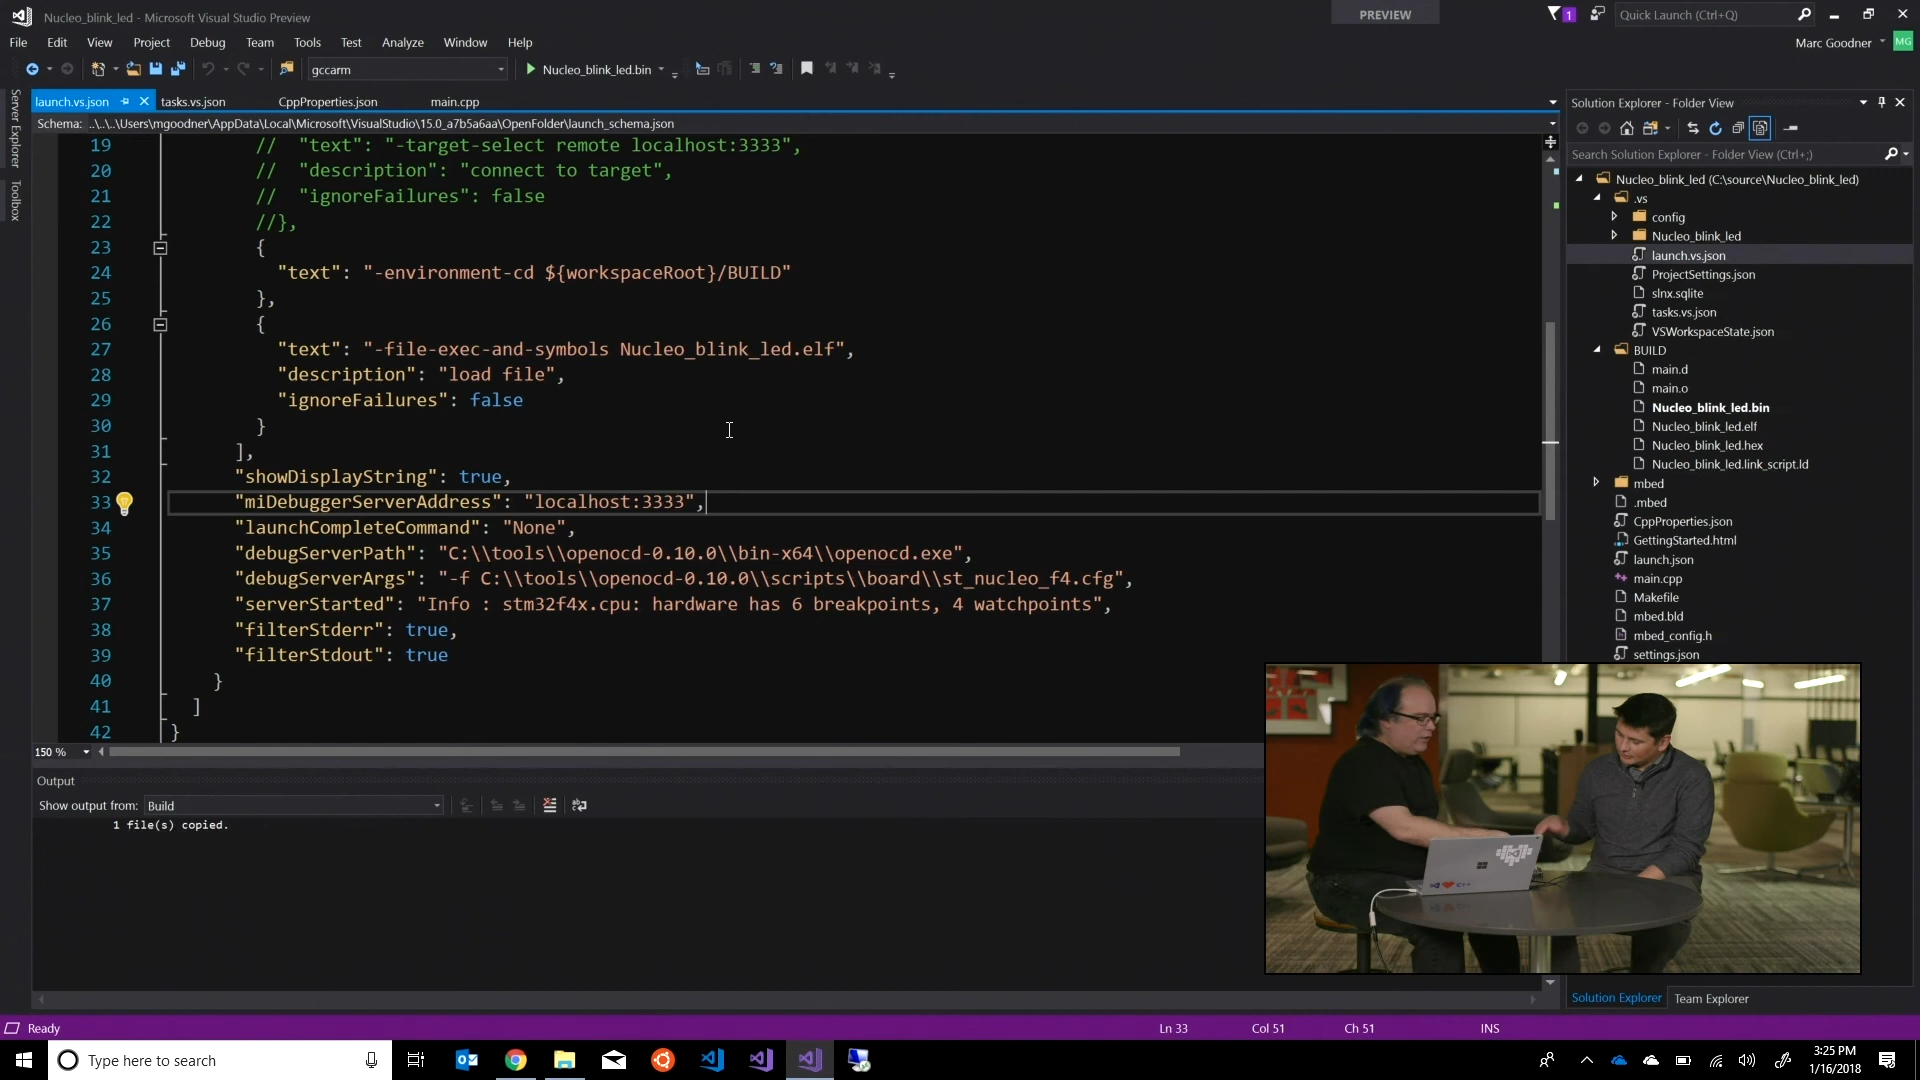 Nucleo_blink_led - Microsoft Visual Studio Preview
PREVIEW
1
Quick Launch (Ctrl+Q)
File Edit View Project Debug Team Tools Test Analyze Window Help
Marc Goodner MG
gccarm
Nucleo_blink_led.bin
Server Explorer
Toolbox
launch.vs.json tasks.vs.json CppProperties.json main.cpp
Schema: ..\..\..\Users\mgoodner\AppData\Local\Microsoft\VisualStudio\15.0_a7b5a6aa\OpenFolder\launch_schema.json
19 // "text": "-target-select remote localhost:3333",
20 // "description": "connect to target",
21 // "ignoreFailures": false
22 //},
23 {
24 "text": "-environment-cd ${workspaceRoot}/BUILD"
25 },
26 {
27 "text": "-file-exec-and-symbols Nucleo_blink_led.elf",
28 "description": "load file",
29 "ignoreFailures": false
30 }
31 ],
32 "showDisplayString": true,
33 "miDebuggerServerAddress": "localhost:3333",
34 "launchCompleteCommand": "None",
35 "debugServerPath": "C:\\tools\\openocd-0.10.0\\bin-x64\\openocd.exe",
36 "debugServerArgs": "-f C:\\tools\\openocd-0.10.0\\scripts\\board\\st_nucleo_f4.cfg",
37 "serverStarted": "Info : stm32f4x.cpu: hardware has 6 breakpoints, 4 watchpoints",
38 "filterStderr": true,
39 "filterStdout": true
40 }
41 ]
42 }
150 %
Output
Show output from: Build
1 file(s) copied.
Solution Explorer - Folder View
Search Solution Explorer - Folder View (Ctrl+;)
Nucleo_blink_led (C:\source\Nucleo_blink_led)
.vs
config
Nucleo_blink_led
launch.vs.json
ProjectSettings.json
slnx.sqlite
tasks.vs.json
VSWorkspaceState.json
BUILD
main.d
main.o
Nucleo_blink_led.bin
Nucleo_blink_led.elf
Nucleo_blink_led.hex
Nucleo_blink_led.link_script.ld
mbed
.mbed
CppProperties.json
GettingStarted.html
launch.json
main.cpp
Makefile
mbed.bld
mbed_config.h
settings.json
C++
Solution Explorer Team Explorer
Ready
Ln 33 Col 51 Ch 51 INS
Type here to search
3:25 PM
1/16/2018